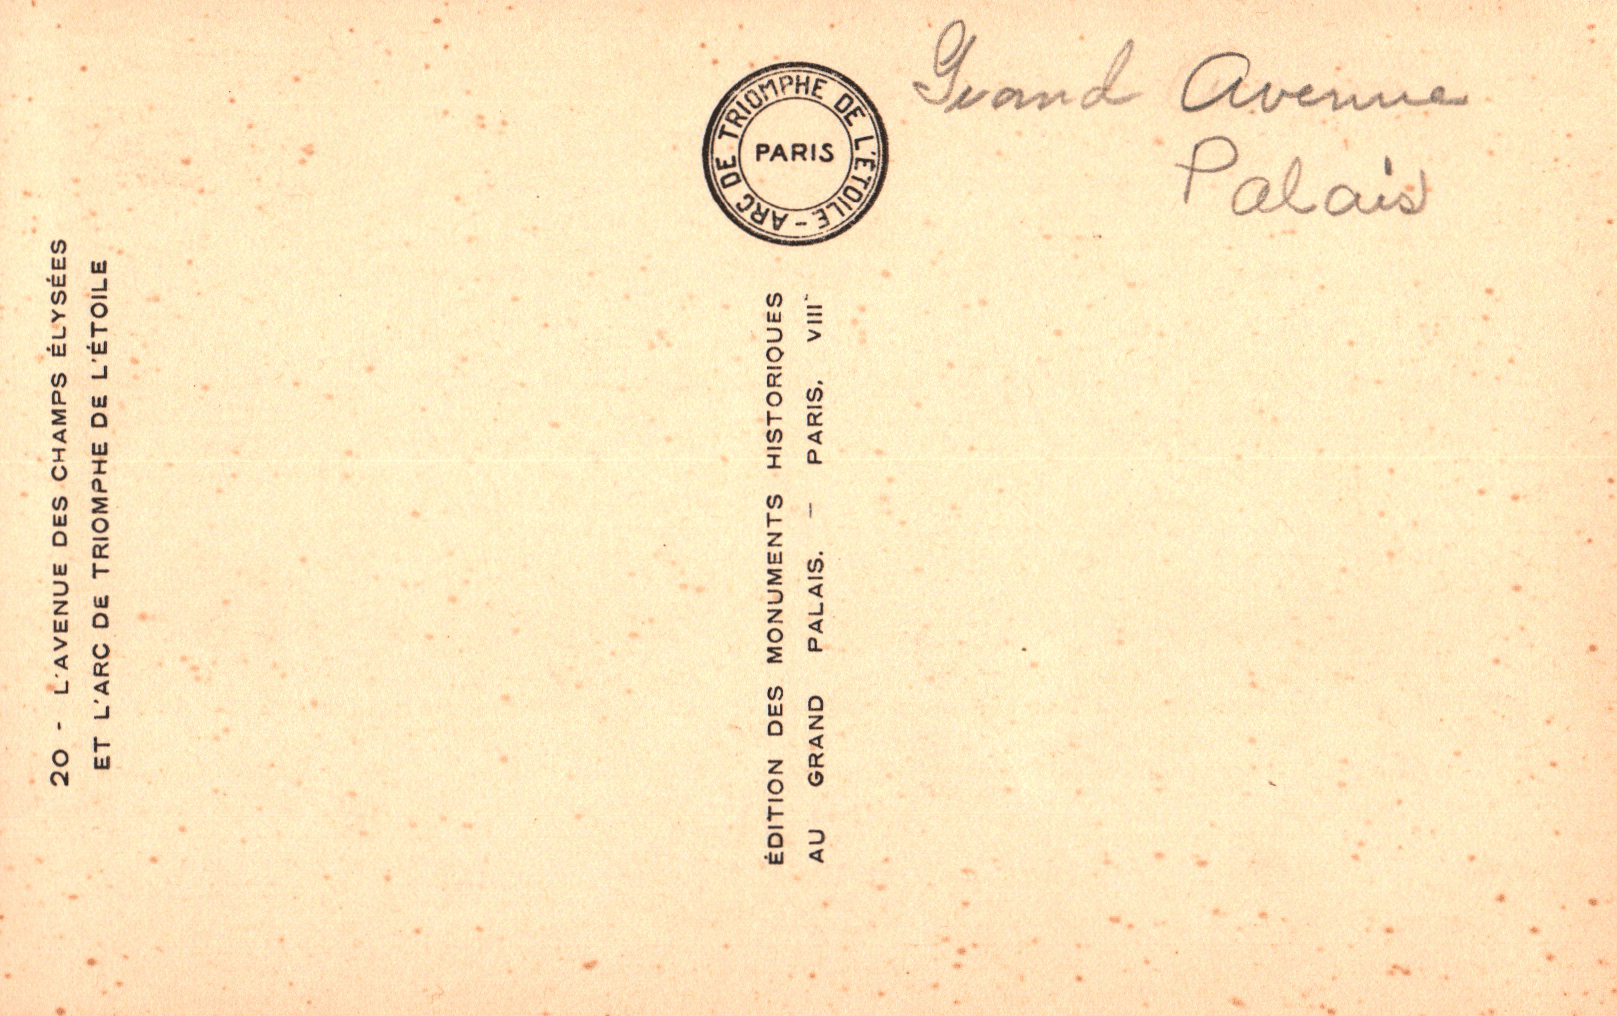 20 - L'AVENUE DES CHAMPS ÉLYSÉES
ET L'ARC DE TRIOMPHE DE L'ÉTOILE
ARC DE TRIOMPHE DE L'ÉTOILE -
PARIS
ÉDITION DES MONUMENTS HISTORIQUES
AU GRAND PALAIS. — PARIS. VIIIᵉ
Grand Avenue
Palais